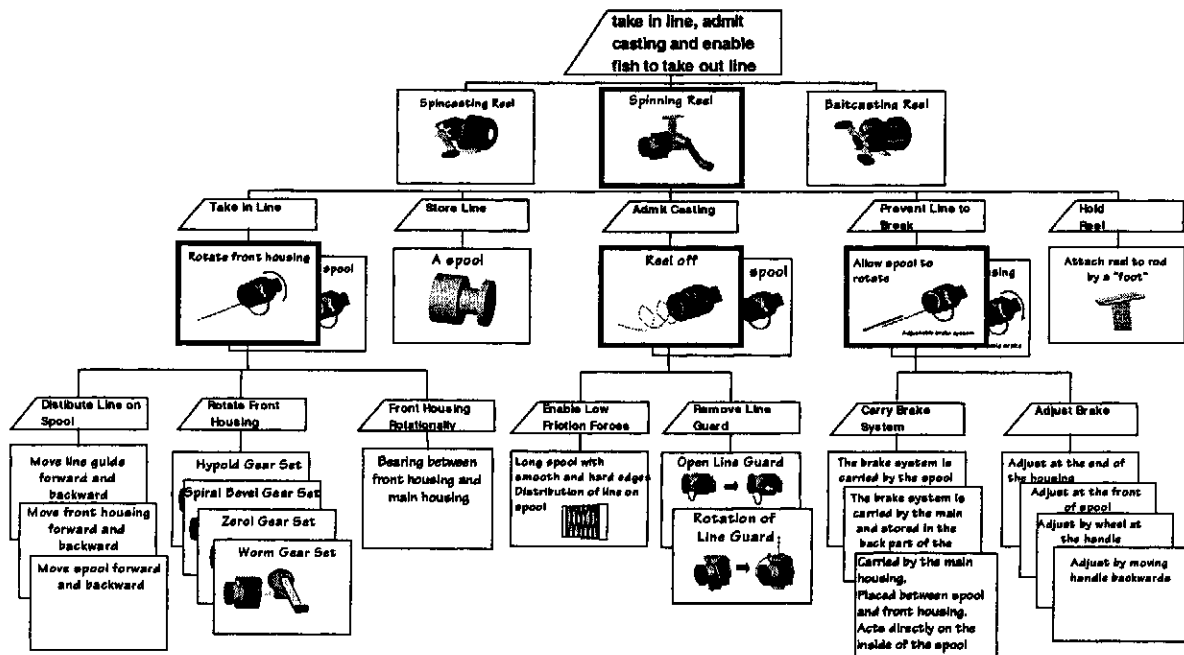 take in line, admit
casting and enable
fish to take out line
Spincasting Reel
Spinning Reel
Baitcasting Reel
Take in Line
Store Line
Admit Casting
Prevent Line to
Break
Hold
Reel
Rotate front housing
spool
A spool
Reel off
spool
Allow spool to
rotate
Adjustable brake system
Attach reel to rod
by a "foot"
Distibute Line on
Spool
Rotate Front
Housing
Front Housing
Rotationally
Enable Low
Friction Forces
Remove Line
Guard
Carry Brake
System
Adjust Brake
Move line guide
forward and
backward
Move front housing
forward and
backward
Move spool forward
and backward
Hypoid Gear Set
Spiral Bevel Gear Set
Zerol Gear Set
Worm Gear Set
Bearing between
front housing and
main housing
Long spool with
smooth and hard edges
Distribution of line on
spool
Open Line Guard
Rotation of
Line Guard
The brake system is
carried by the spool
The brake system is
carried by the main
and stored in the
back part of the
Carried by the main
housing.
Placed between spool
and front housing.
Acts directly on the
inside of the spool
Adjust at the end of
the housing
Adjust at the front
of spool
Adjust by wheel at
the handle
Adjust by moving
handle backwards